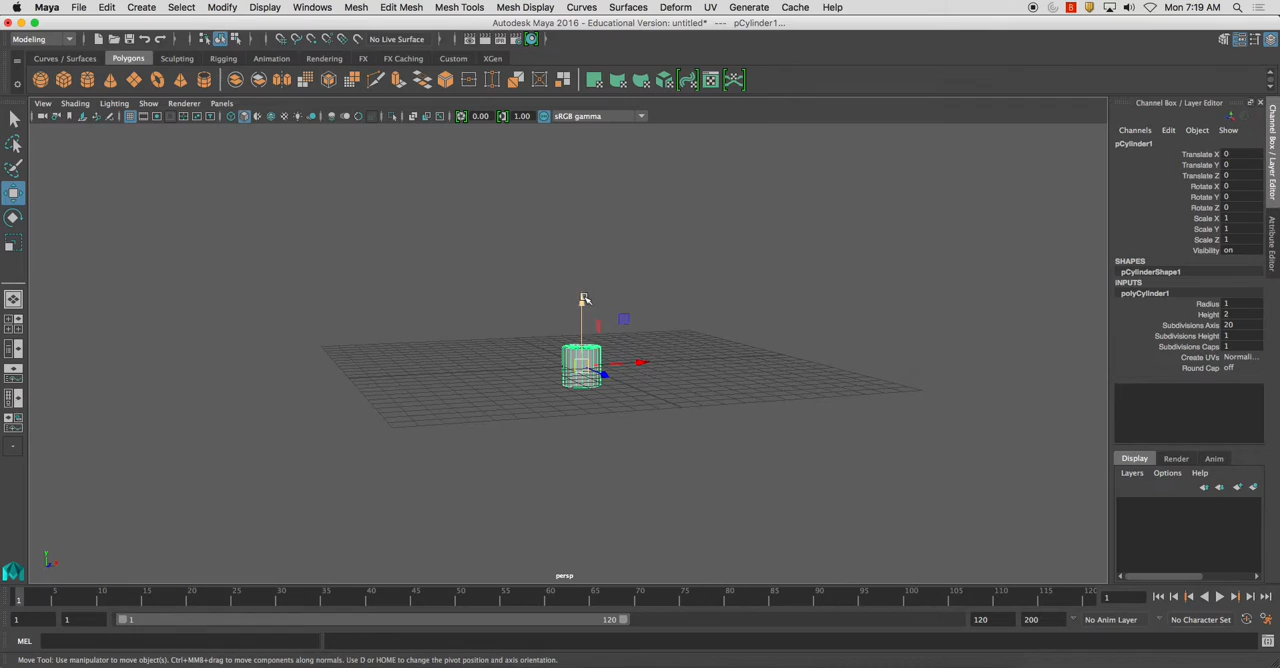 Maya File Edit Create Select Modify Display Windows Mesh Edit Mesh Mesh Tools Mesh Display Curves Surfaces Deform UV Generate Cache Help Mon 7:19 AM
Autodesk Maya 2016 - Educational Version: untitled* --- pCylinder1...
Modeling No Live Surface
Curves / Surfaces Polygons Sculpting Rigging Animation Rendering FX FX Caching Custom XGen
View Shading Lighting Show Renderer Panels
0.00 1.00 sRGB gamma
Channel Box / Layer Editor
Channels Edit Object Show
pCylinder1
Translate X 0
Translate Y 0
Translate Z 0
Rotate X 0
Rotate Y 0
Rotate Z 0
Scale X 1
Scale Y 1
Scale Z 1
Visibility on
SHAPES
pCylinderShape1
INPUTS
polyCylinder1
Radius 1
Height 2
Subdivisions Axis 20
Subdivisions Height 1
Subdivisions Caps 1
Create UVs Normali...
Round Cap off
Channel Box / Layer Editor
Attribute Editor
Display Render Anim
Layers Options Help
y
persp
5 10 15 20 25 30 35 40 45 50 55 60 65 70 75 80 85 90 95 100 105 110 115 120
1 1
1 1 1 120 120 200 No Anim Layer No Character Set
MEL
Move Tool: Use manipulator to move object(s). Ctrl+MMB+drag to move components along normals. Use D or HOME to change the pivot position and axis orientation.